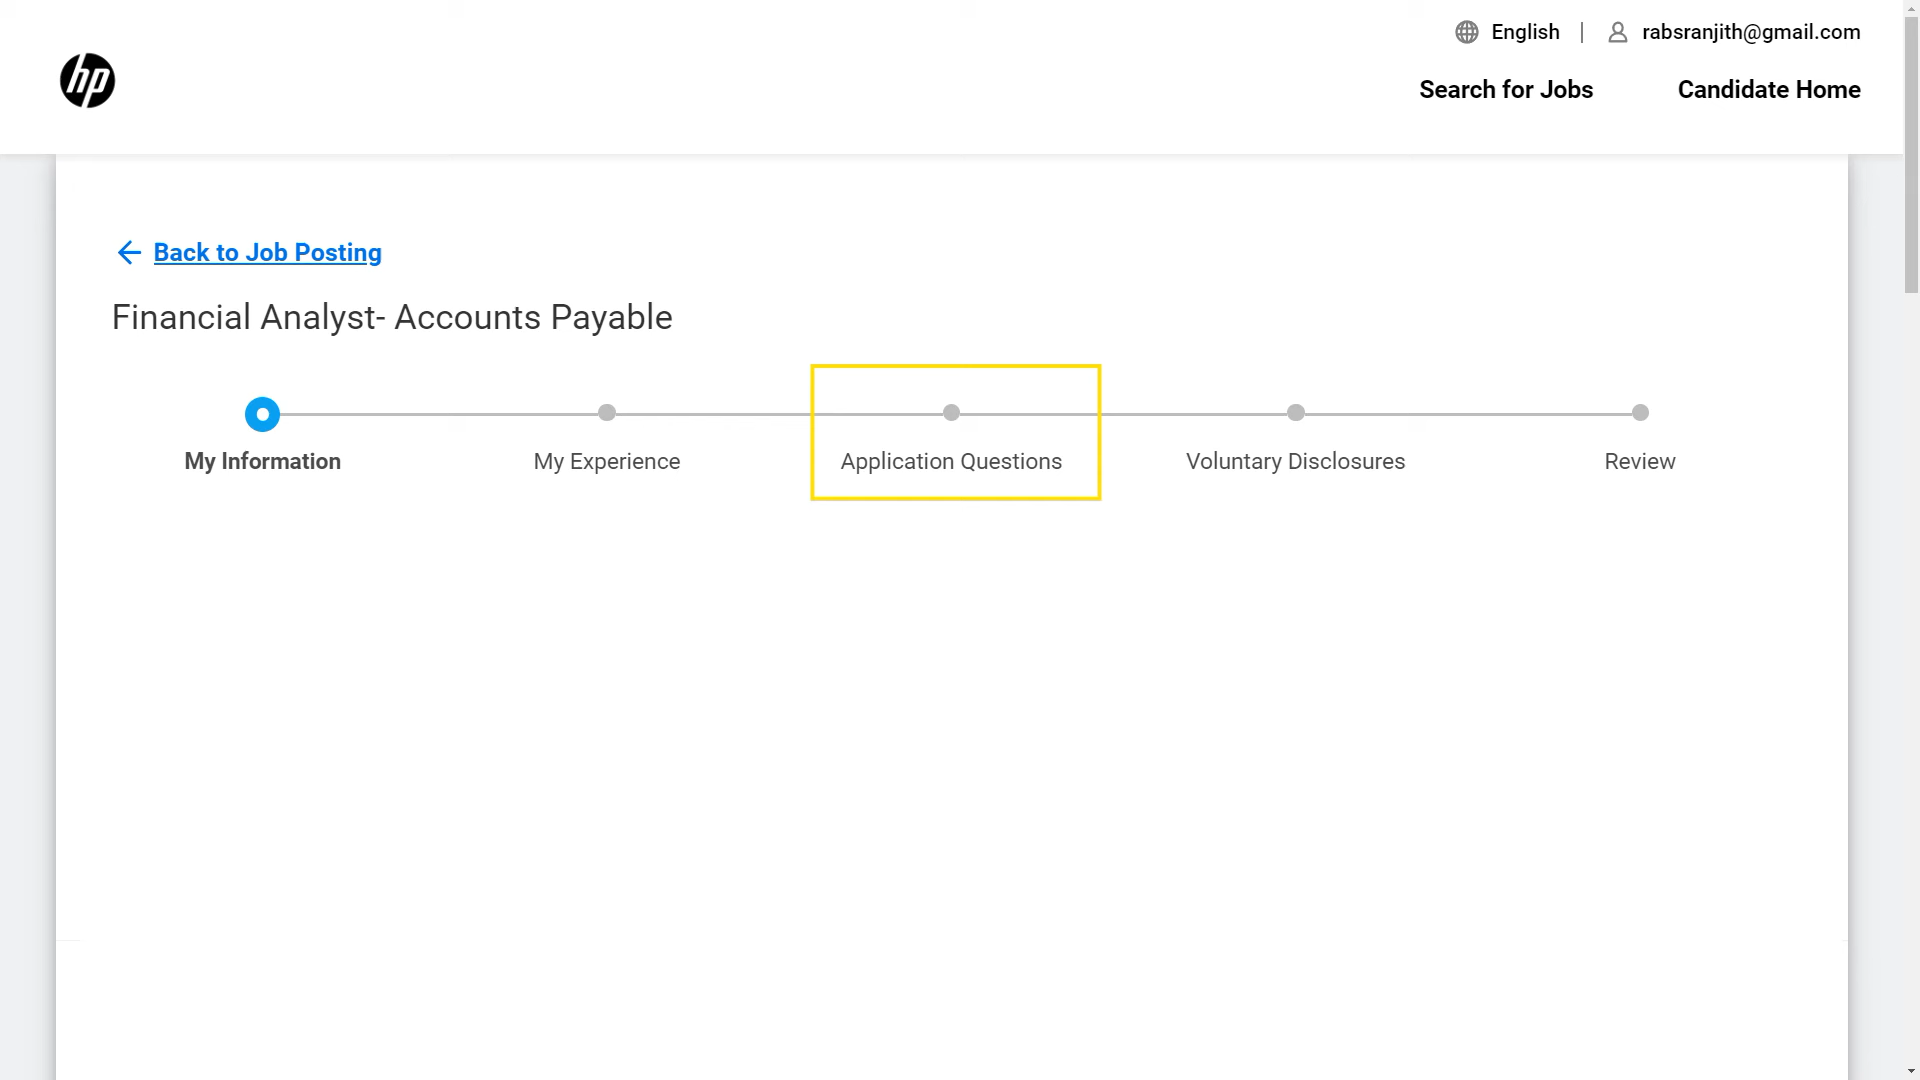 English | rabsranjith@gmail.com
hp
Search for Jobs Candidate Home
Back to Job Posting
Financial Analyst- Accounts Payable
My Information My Experience Application Questions Voluntary Disclosures Review